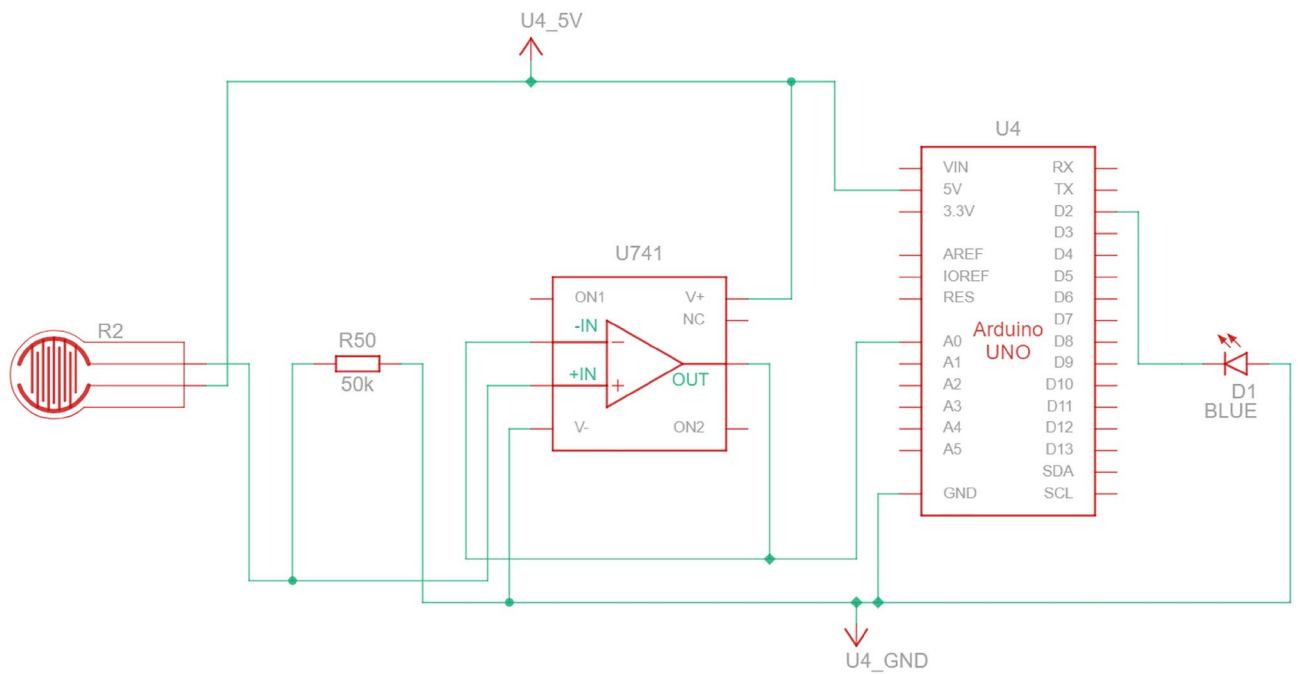 U4_5V
U4
VIN
5V
3.3V
AREF
IOREF
RES
A0
A1
A2
A3
A4
A5
GND
RX
TX
D2
D3
D4
D5
D6
D7
D8
D9
D10
D11
D12
D13
SDA
SCL
Arduino
UNO
U741
ON1
V+
NC
-IN
+IN
OUT
V-
ON2
R2
R50
50k
D1
BLUE
U4_GND